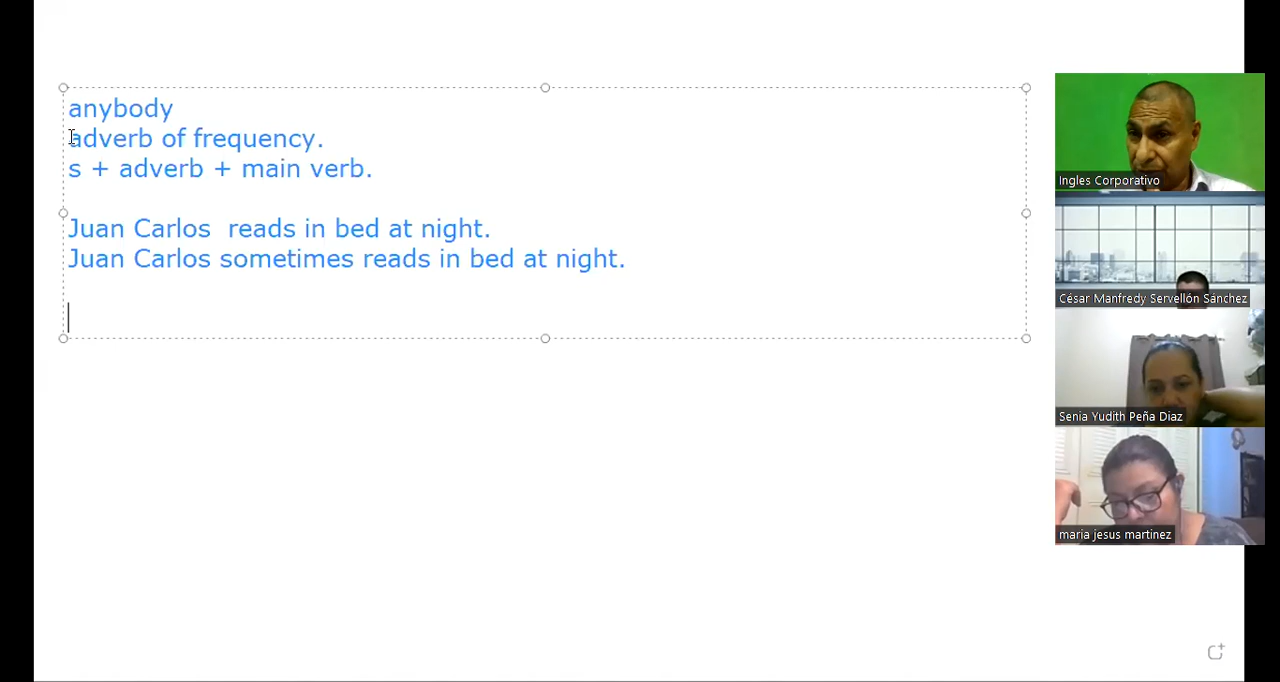 anybody
adverb of frequency.
s + adverb + main verb.
Juan Carlos  reads in bed at night.
Juan Carlos sometimes reads in bed at night.
Ingles Corporativo
César Manfredy Servellón Sánchez
Senia Yudith Peña Diaz
maria jesus martinez